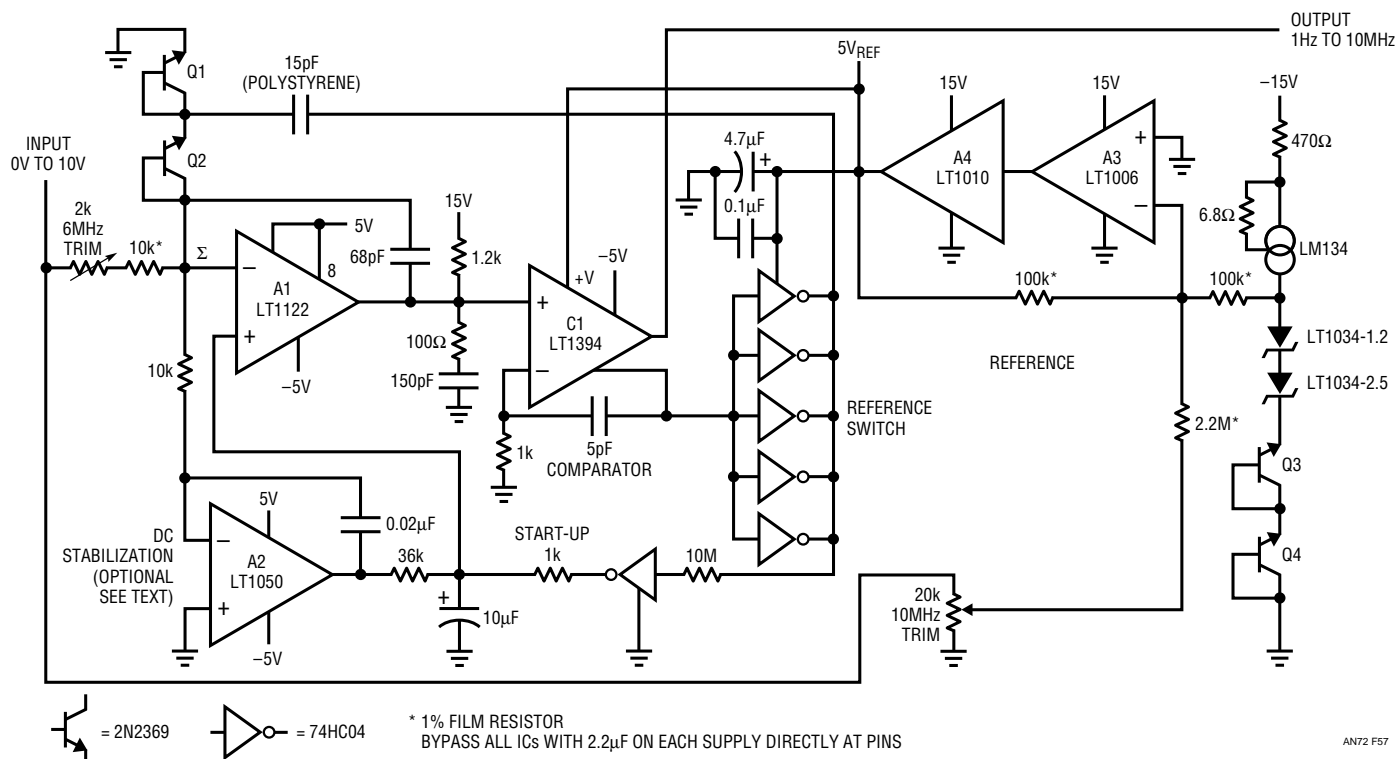 OUTPUT
1Hz TO 10MHz
Q1
15pF
(POLYSTYRENE)
5VREF
15V
15V
–15V
470Ω
INPUT
0V TO 10V
Q2
4.7µF
+
A4
LT1010
A3
LT1006
+
–
0.1µF
6.8Ω
LM134
2k
6MHz
TRIM
10k*
Σ
5V
8
68pF
15V
1.2k
–
+
A1
LT1122
–5V
+V
–5V
+
–
C1
LT1394
100k*
100k*
10k
100Ω
150pF
REFERENCE
LT1034-1.2
LT1034-2.5
REFERENCE
SWITCH
1k
5pF
COMPARATOR
2.2M*
Q3
Q4
DC
STABILIZATION
(OPTIONAL
SEE TEXT)
5V
–
+
A2
LT1050
–5V
0.02µF
36k
+
10µF
START-UP
1k
10M
20k
10MHz
TRIM
= 2N2369
= 74HC04
* 1% FILM RESISTOR
BYPASS ALL ICs WITH 2.2µF ON EACH SUPPLY DIRECTLY AT PINS
AN72 F57